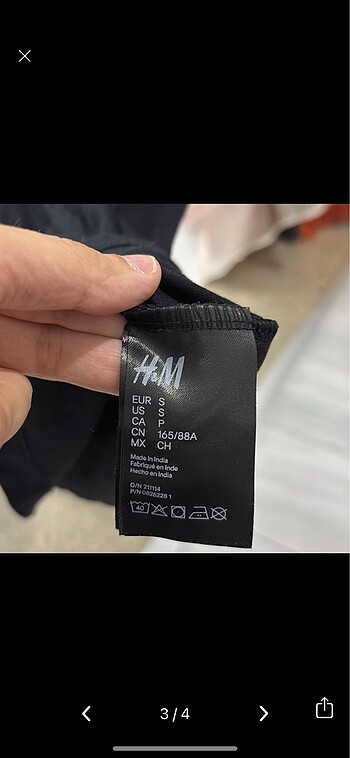 H&M
EUR S
US S
CA P
CN 165/88A
MX CH
Made in India
Fabriqué en Inde
Hecho en India
O/N 211114
P/N 0826228 1
40
3/4